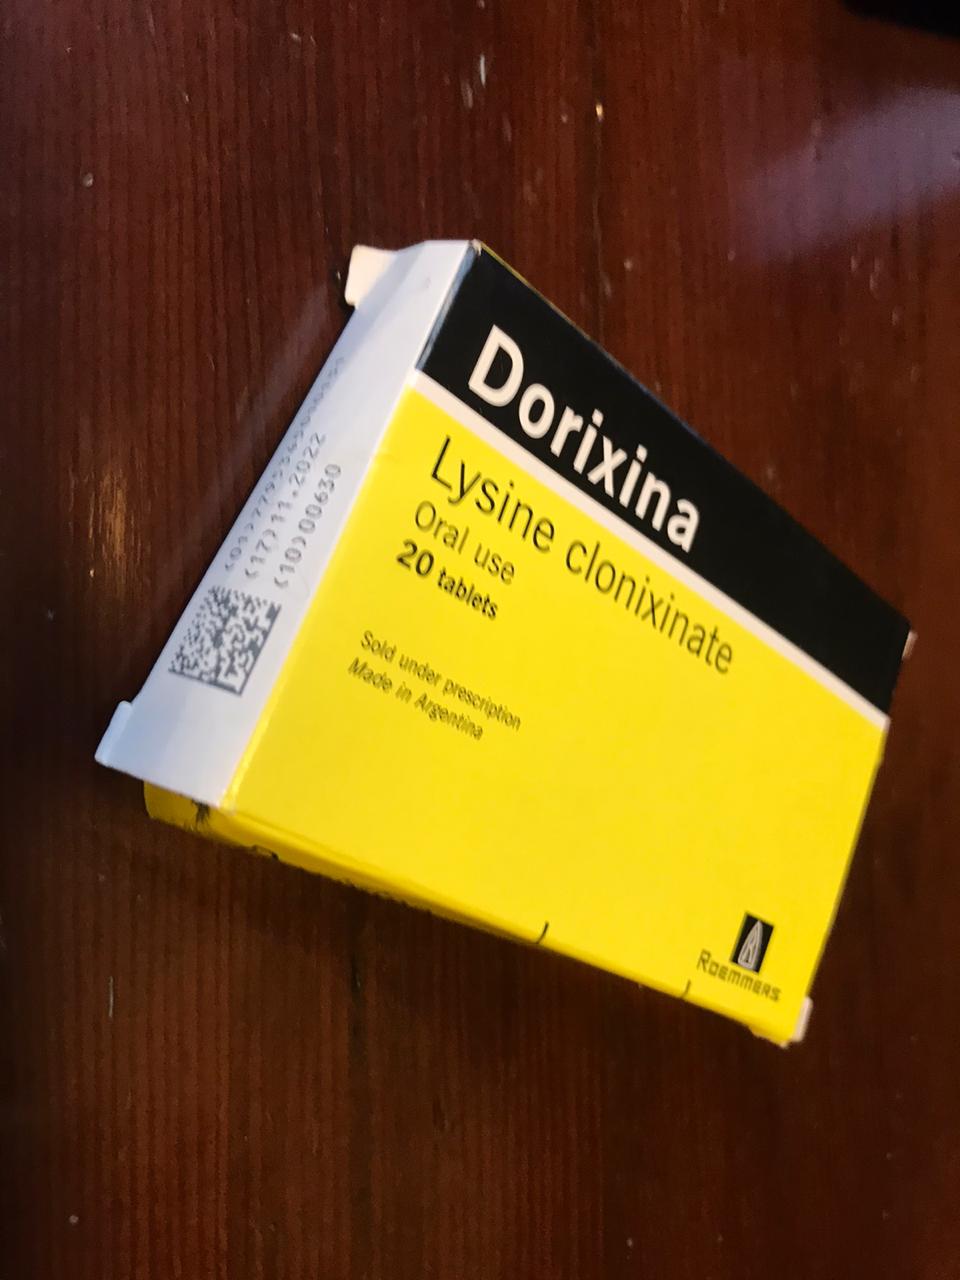 Dorixina
Lysine clonixinate
Oral use
20 tablets
Sold under prescription
Made in Argentina
ROEMMERS
(17)11.2022
(10)00630